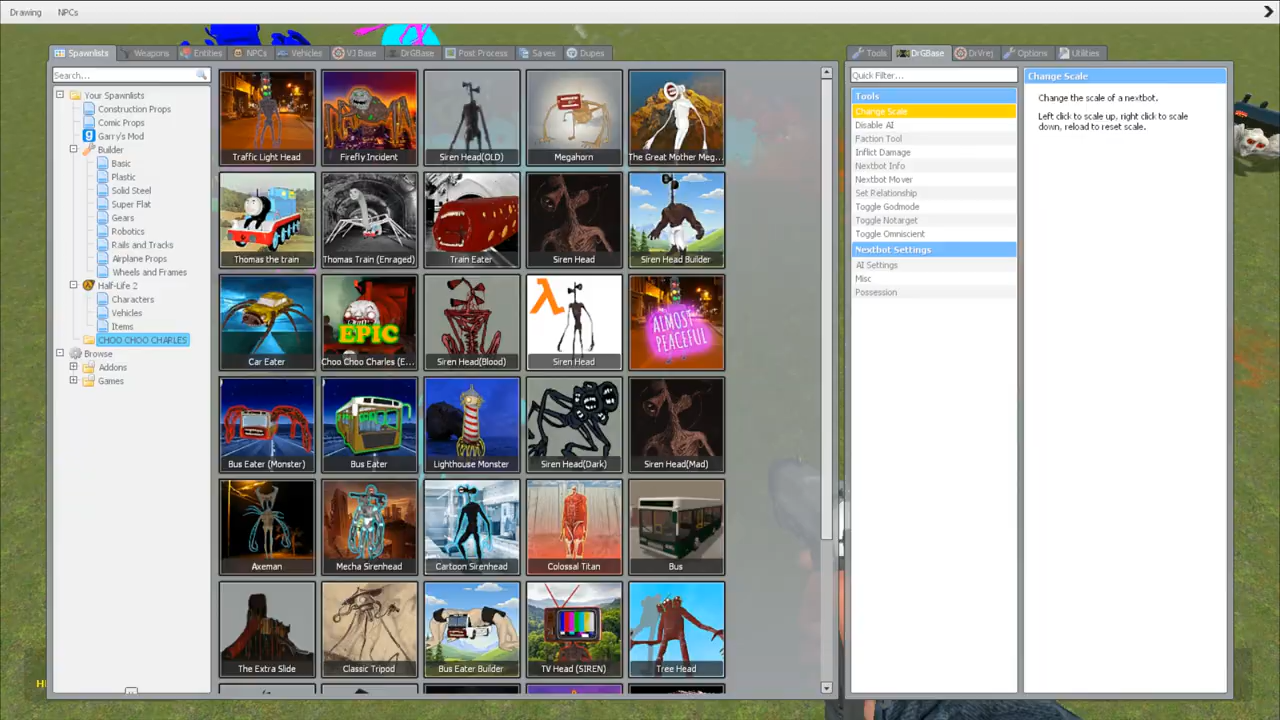 Drawing NPCs
Spawnlists Weapons Entities NPCs Vehicles VJ Base DrGBase Post Process Saves Dupes
Search...
Your Spawnlists
Construction Props
Comic Props
Garry's Mod
Builder
Basic
Plastic
Solid Steel
Super Flat
Gears
Robotics
Rails and Tracks
Airplane Props
Wheels and Frames
Half-Life 2
Characters
Vehicles
Items
CHOO CHOO CHARLES
Browse
Addons
Games
Traffic Light Head Firefly Incident Siren Head(OLD) Megahorn The Great Mother Meg...
Thomas the train Thomas Train (Enraged) Train Eater Siren Head Siren Head Builder
EPIC
ALMOST
PEACEFUL
Car Eater Choo Choo Charles (E... Siren Head(Blood) Siren Head
Bus Eater (Monster) Bus Eater Lighthouse Monster Siren Head(Dark) Siren Head(Mad)
Axeman Mecha Sirenhead Cartoon Sirenhead Colossal Titan Bus
The Extra Slide Classic Tripod Bus Eater Builder TV Head (SIREN) Tree Head
Tools DrGBase DrVrej Options Utilities
Quick Filter...
Tools
Change Scale
Disable AI
Faction Tool
Inflict Damage
Nextbot Info
Nextbot Mover
Set Relationship
Toggle Godmode
Toggle Notarget
Toggle Omniscient
Nextbot Settings
AI Settings
Misc
Possession
Change Scale
Change the scale of a nextbot.
Left click to scale up, right click to scale
down, reload to reset scale.